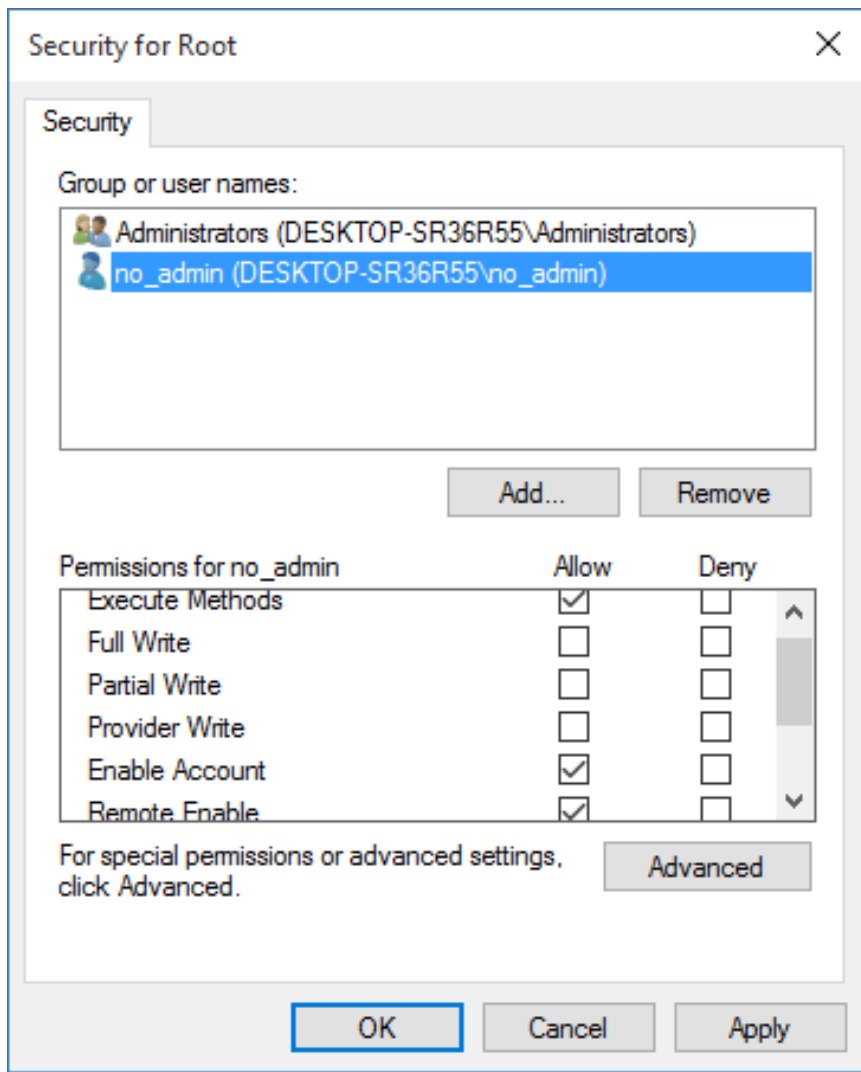 Security for Root
Security
Group or user names:
Administrators (DESKTOP-SR36R55\Administrators)
no_admin (DESKTOP-SR36R55\no_admin)
Add... Remove
Permissions for no_admin Allow Deny
Execute Methods
Full Write
Partial Write
Provider Write
Enable Account
Remote Enable
For special permissions or advanced settings,
click Advanced.
Advanced
OK Cancel Apply